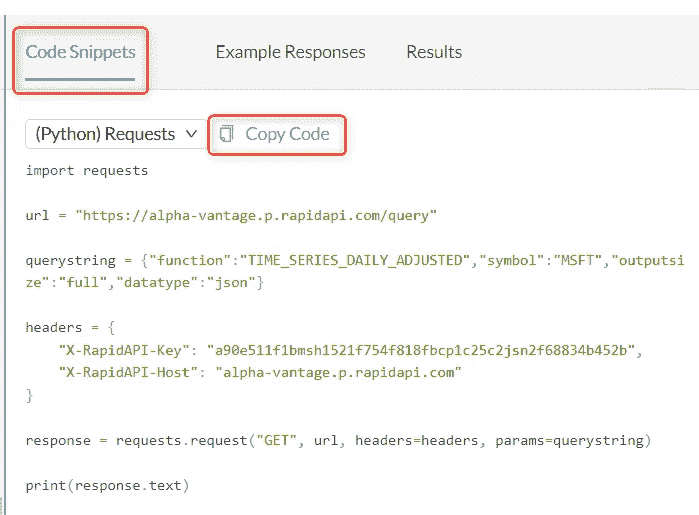 Code Snippets Example Responses Results
(Python) Requests Copy Code
import requests
url = "https://alpha-vantage.p.rapidapi.com/query"
querystring = {"function":"TIME_SERIES_DAILY_ADJUSTED","symbol":"MSFT","outputsi
ze":"full","datatype":"json"}
headers = {
    "X-RapidAPI-Key": "a90e511f1bmsh1521f754f818fbcp1c25c2jsn2f68834b452b",
    "X-RapidAPI-Host": "alpha-vantage.p.rapidapi.com"
}
response = requests.request("GET", url, headers=headers, params=querystring)
print(response.text)